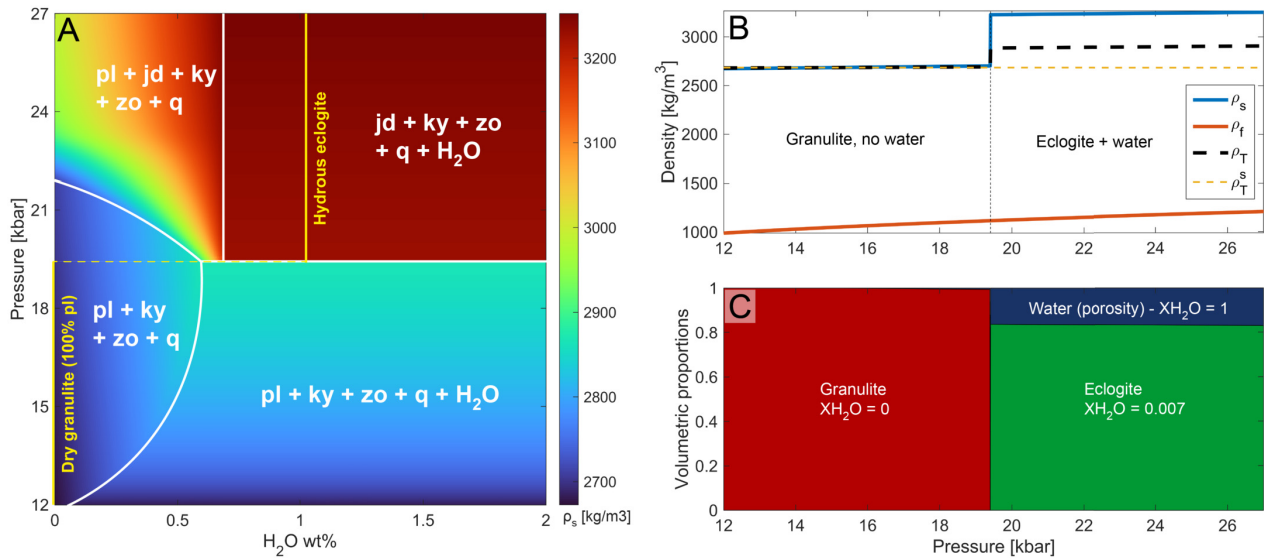 A
27
24
21
18
15
12
Pressure [kbar]
pl + jd + ky
+ zo + q
jd + ky + zo
+ q + H₂O
Hydrous eclogite
pl + ky
+ zo + q
Dry granulite (100% pl)
pl + ky + zo + q + H₂O
0
0.5
1
1.5
2
H₂O wt%
3200
3100
3000
2900
2800
2700
ρₛ [kg/m3]
B
3000
2500
2000
1500
1000
Density [kg/m³]
Granulite, no water
Eclogite + water
ρₛ
ρ_f
ρ_T
ρ_T^s
12
14
16
18
20
22
24
26
C
1
0.8
0.6
0.4
0.2
0
Volumetric proportions
Water (porosity) - XH₂O = 1
Granulite
XH₂O = 0
Eclogite
XH₂O = 0.007
12
14
16
18
20
22
24
26
Pressure [kbar]